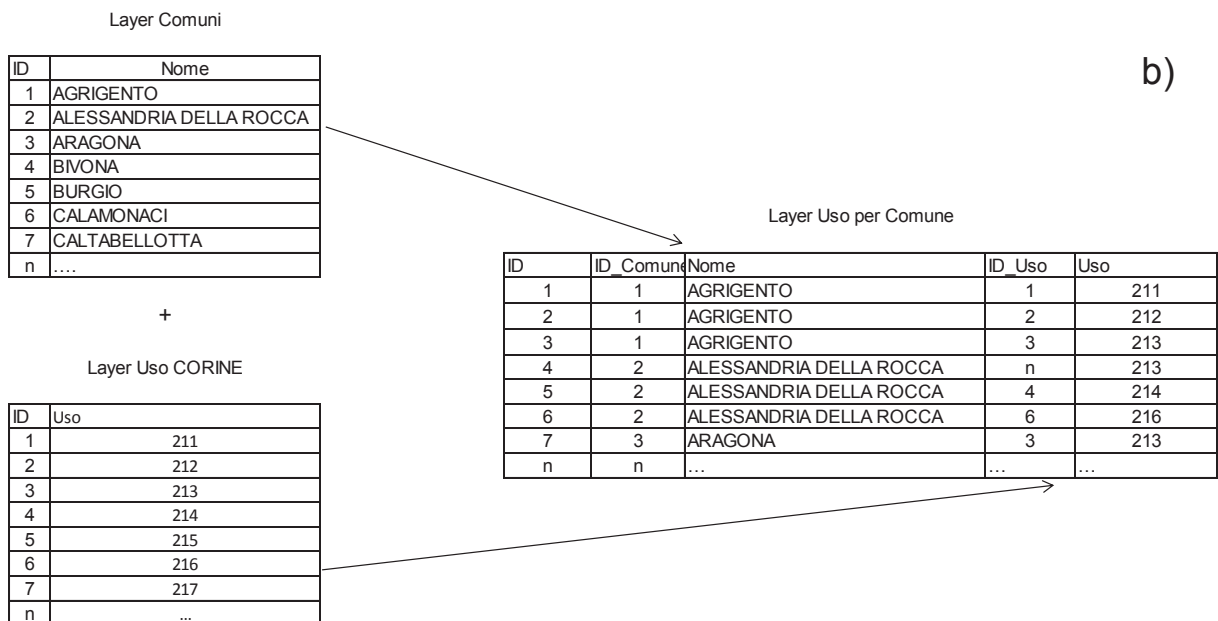 Layer Comuni
b)
ID Nome
1 AGRIGENTO
2 ALESSANDRIA DELLA ROCCA
3 ARAGONA
4 BIVONA
5 BURGIO
6 CALAMONACI
7 CALTABELLOTTA
n ....
+
Layer Uso CORINE
ID Uso
1 211
2 212
3 213
4 214
5 215
6 216
7 217
n ...
Layer Uso per Comune
ID ID_Comune Nome ID_Uso Uso
1 1 AGRIGENTO 1 211
2 1 AGRIGENTO 2 212
3 1 AGRIGENTO 3 213
4 2 ALESSANDRIA DELLA ROCCA n 213
5 2 ALESSANDRIA DELLA ROCCA 4 214
6 2 ALESSANDRIA DELLA ROCCA 6 216
7 3 ARAGONA 3 213
n n ... ... ...